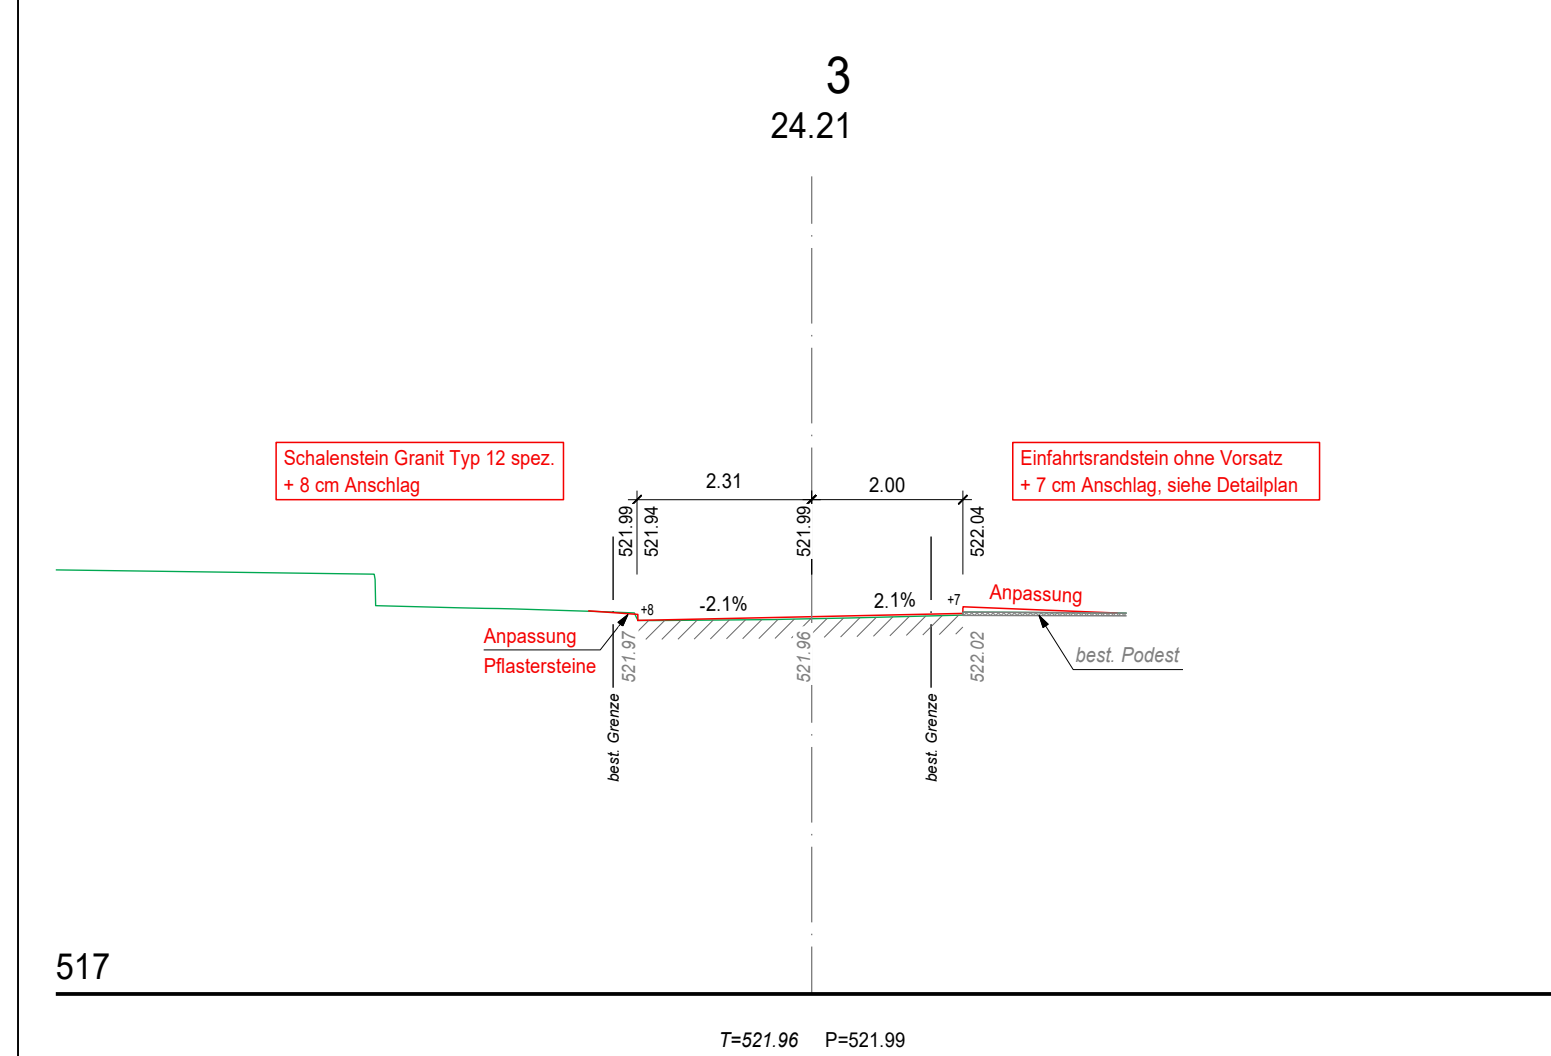 3
24.21
Schalenstein Granit Typ 12 spez.
+ 8 cm Anschlag
Einfahrtsrandstein ohne Vorsatz
+ 7 cm Anschlag, siehe Detailplan
2.31
2.00
521.99
521.94
521.99
522.04
+8
-2.1%
2.1%
+7
Anpassung
Anpassung
Pflastersteine
521.97
521.96
522.02
best. Podest
best. Grenze
best. Grenze
517
T=521.96 P=521.99